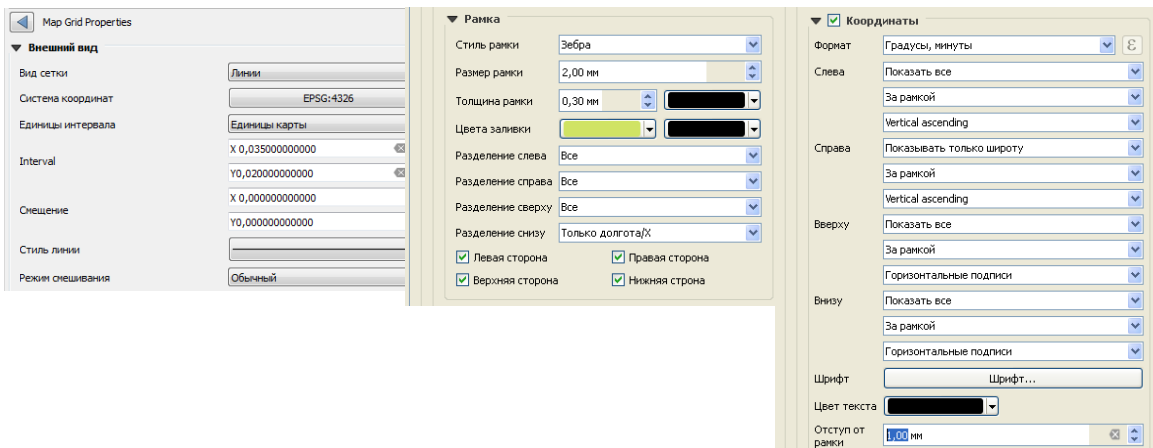 Map Grid Properties
Внешний вид
Вид сетки Линии
Система координат EPSG:4326
Единицы интервала Единицы карты
Interval
X 0,035000000000
Y0,020000000000
Смещение
X 0,000000000000
Y0,000000000000
Стиль линии
Режим смешивания Обычный
Рамка
Стиль рамки Зебра
Размер рамки 2,00 мм
Толщина рамки 0,30 мм
Цвета заливки
Разделение слева Все
Разделение справа Все
Разделение сверху Все
Разделение снизу Только долгота/X
Левая сторона Правая сторона
Верхняя сторона Нижняя строна
Координаты
Формат Градусы, минуты ε
Слева Показать все
За рамкой
Vertical ascending
Справа Показывать только широту
За рамкой
Vertical ascending
Вверху Показать все
За рамкой
Горизонтальные подписи
Внизу Показать все
За рамкой
Горизонтальные подписи
Шрифт Шрифт...
Цвет текста
Отступ от
рамки 1,00 мм